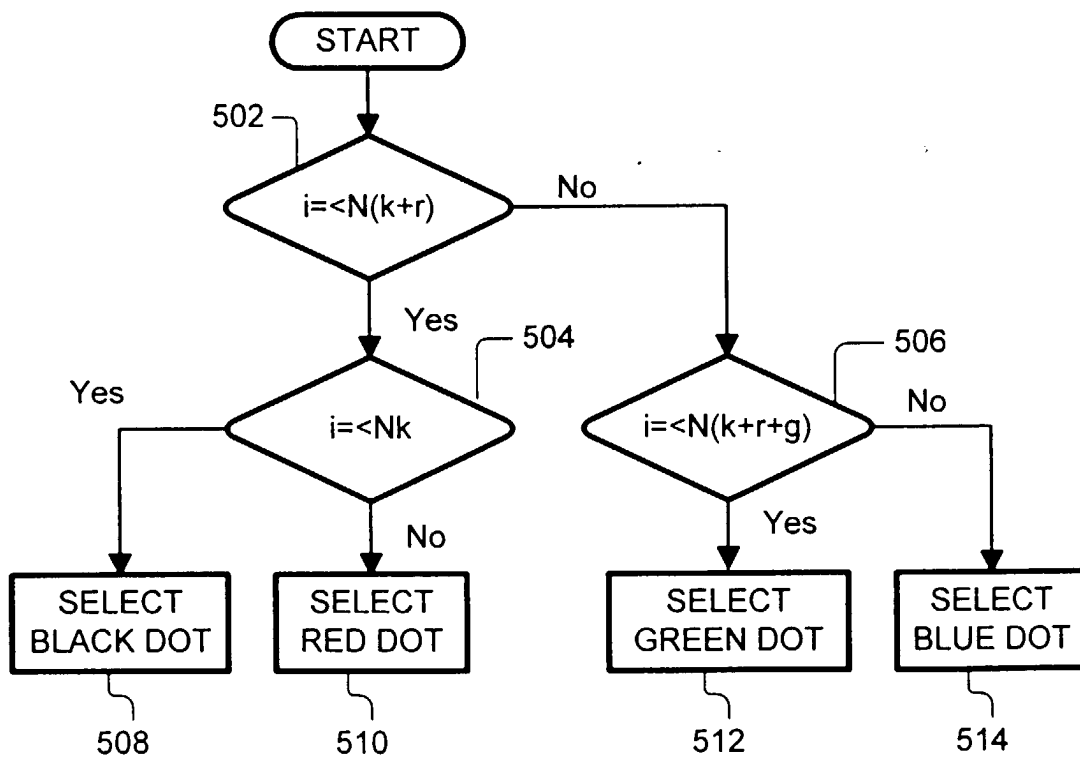 START
502
i=<N(k+r)
No
Yes
504
506
Yes
i=<Nk
i=<N(k+r+g)
No
No
Yes
SELECT
BLACK DOT
SELECT
RED DOT
SELECT
GREEN DOT
SELECT
BLUE DOT
508
510
512
514